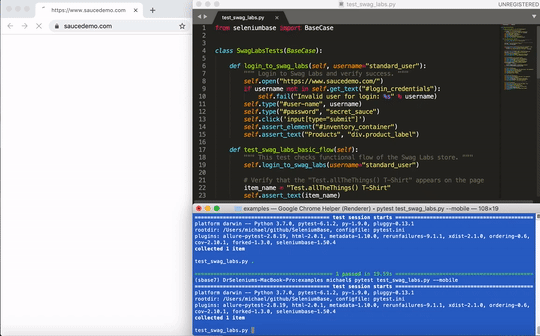 https://www.saucedemo.com
saucedemo.com
test_swag_labs.py
UNREGISTERED
test_swag_labs.py
1 from seleniumbase import BaseCase
2
3
4 class SwagLabsTests(BaseCase):
5
6 def login_to_swag_labs(self, username="standard_user"):
7 """ Login to Swag Labs and verify success. """
8 self.open("https://www.saucedemo.com/")
9 if username not in self.get_text("#login_credentials"):
10 self.fail("Invalid user for login: %s" % username)
11 self.type("#user-name", username)
12 self.type("#password", "secret_sauce")
13 self.click('input[type="submit"]')
14 self.assert_element("#inventory_container")
15 self.assert_text("Products", "div.product_label")
16
17 def test_swag_labs_basic_flow(self):
18 """ This test checks functional flow of the Swag Labs store. """
19 self.login_to_swag_labs(username="standard_user")
20
21 # Verify that the "Test.allTheThings() T-Shirt" appears on the page
22 item_name = "Test.allTheThings() T-Shirt"
23 self.assert_text(item_name)
examples — Google Chrome Helper (Renderer) ◂ pytest test_swag_labs.py --mobile — 108×19
test session starts
platform darwin -- Python 3.7.0, pytest-6.1.2, py-1.9.0, pluggy-0.13.1
rootdir: /Users/michael/github/SeleniumBase, configfile: pytest.ini
plugins: allure-pytest-2.8.19, html-2.0.1, metadata-1.10.0, rerunfailures-9.1.1, xdist-2.1.0, ordering-0.6,
cov-2.10.1, forked-1.3.0, seleniumbase-1.50.4
collected 1 item

test_swag_labs.py .

1 passed in 19.59s
(sbase7) DrSelenium-MacBook-Pro:examples michael$ pytest test_swag_labs.py --mobile
test session starts
platform darwin -- Python 3.7.0, pytest-6.1.2, py-1.9.0, pluggy-0.13.1
rootdir: /Users/michael/github/SeleniumBase, configfile: pytest.ini
plugins: allure-pytest-2.8.19, html-2.0.1, metadata-1.10.0, rerunfailures-9.1.1, xdist-2.1.0, ordering-0.6,
cov-2.10.1, forked-1.3.0, seleniumbase-1.50.4
collected 1 item

test_swag_labs.py